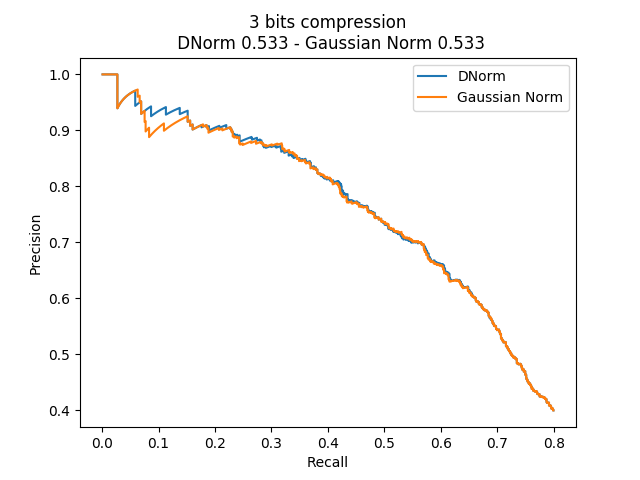 3 bits compression
DNorm 0.533 - Gaussian Norm 0.533
DNorm
Gaussian Norm
1.0
0.9
0.8
0.7
0.6
0.5
0.4
Precision
0.0 0.1 0.2 0.3 0.4 0.5 0.6 0.7 0.8
Recall